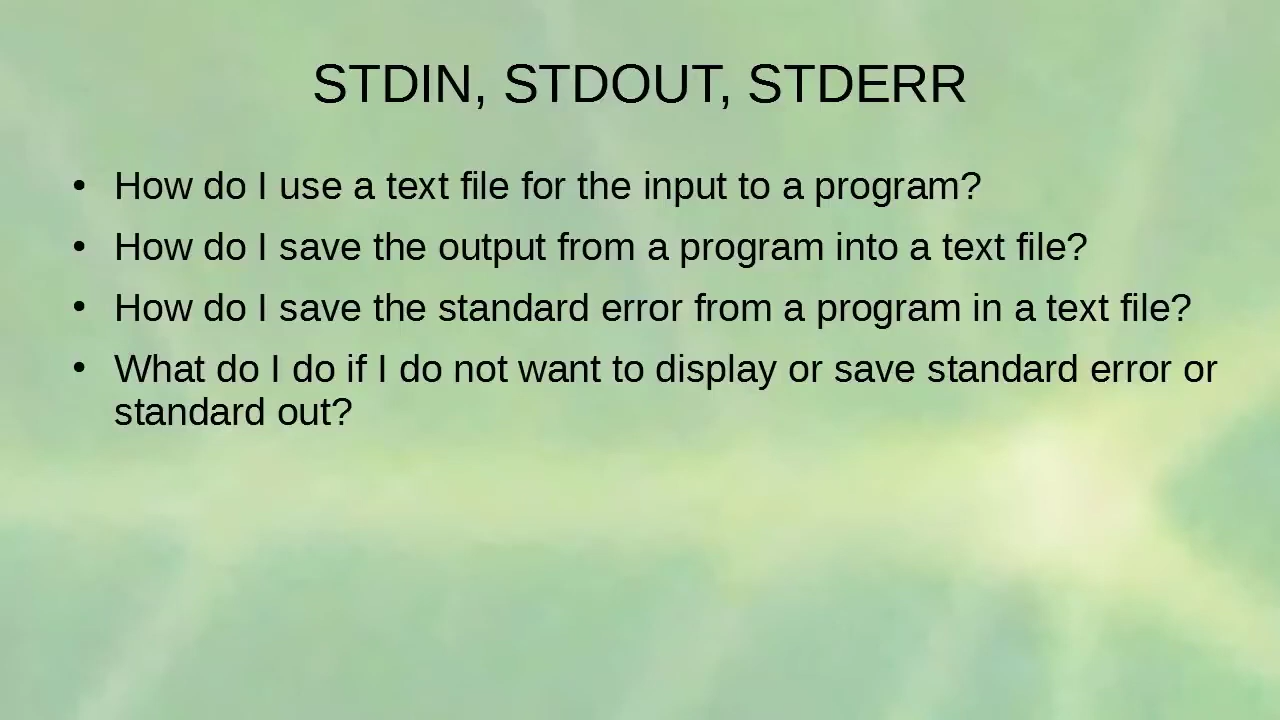 STDIN, STDOUT, STDERR
• How do I use a text file for the input to a program?
• How do I save the output from a program into a text file?
• How do I save the standard error from a program in a text file?
• What do I do if I do not want to display or save standard error or
standard out?